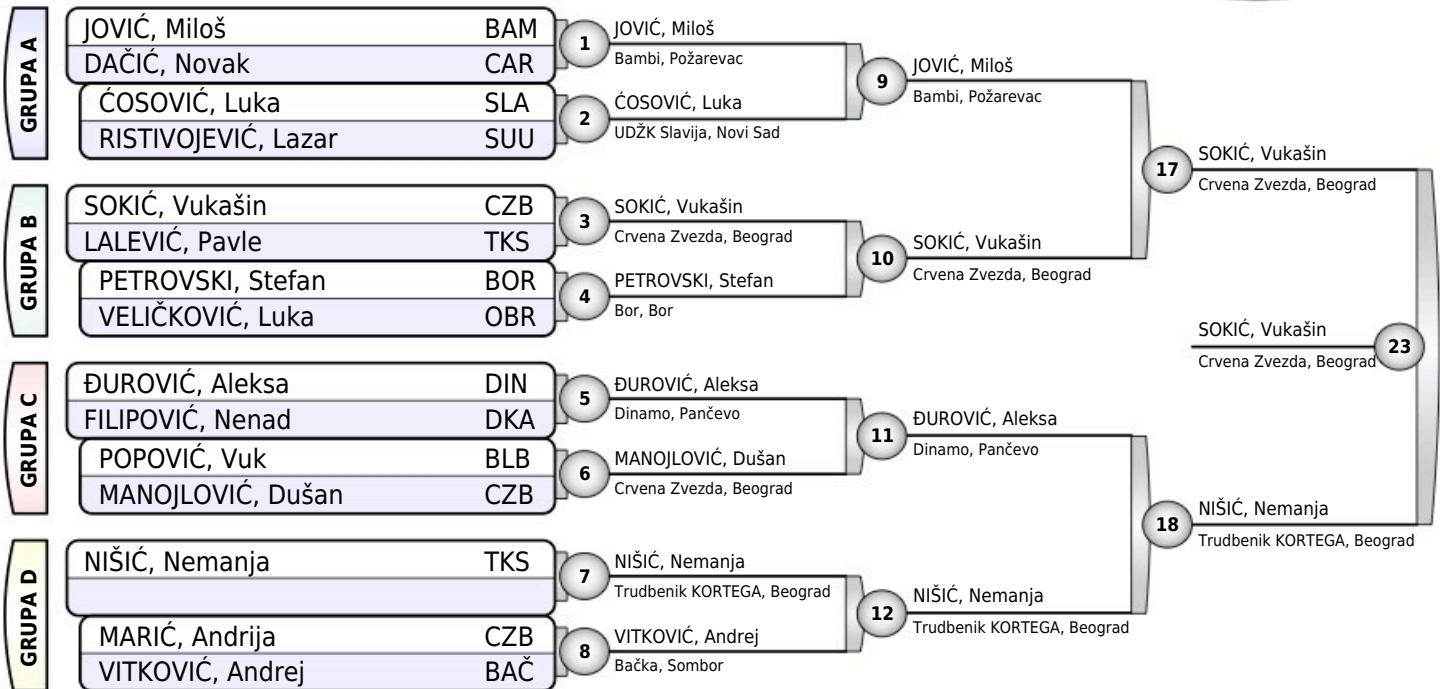 GRUPA A
JOVIĆ, Miloš BAM
DAČIĆ, Novak CAR
ĆOSOVIĆ, Luka SLA
RISTIVOJEVIĆ, Lazar SUU
GRUPA B
SOKIĆ, Vukašin CZB
LALEVIĆ, Pavle TKS
PETROVSKI, Stefan BOR
VELIČKOVIĆ, Luka OBR
GRUPA C
ĐUROVIĆ, Aleksa DIN
FILIPOVIĆ, Nenad DKA
POPOVIĆ, Vuk BLB
MANOJLOVIĆ, Dušan CZB
GRUPA D
NIŠIĆ, Nemanja TKS
MARIĆ, Andrija CZB
VITKOVIĆ, Andrej BAČ
1
JOVIĆ, Miloš
Bambi, Požarevac
2
ĆOSOVIĆ, Luka
UDŽK Slavija, Novi Sad
3
SOKIĆ, Vukašin
Crvena Zvezda, Beograd
4
PETROVSKI, Stefan
Bor, Bor
5
ĐUROVIĆ, Aleksa
Dinamo, Pančevo
6
MANOJLOVIĆ, Dušan
Crvena Zvezda, Beograd
7
NIŠIĆ, Nemanja
Trudbenik KORTEGA, Beograd
8
VITKOVIĆ, Andrej
Bačka, Sombor
9
JOVIĆ, Miloš
Bambi, Požarevac
10
SOKIĆ, Vukašin
Crvena Zvezda, Beograd
11
ĐUROVIĆ, Aleksa
Dinamo, Pančevo
12
NIŠIĆ, Nemanja
Trudbenik KORTEGA, Beograd
17
SOKIĆ, Vukašin
Crvena Zvezda, Beograd
18
NIŠIĆ, Nemanja
Trudbenik KORTEGA, Beograd
SOKIĆ, Vukašin
Crvena Zvezda, Beograd
23